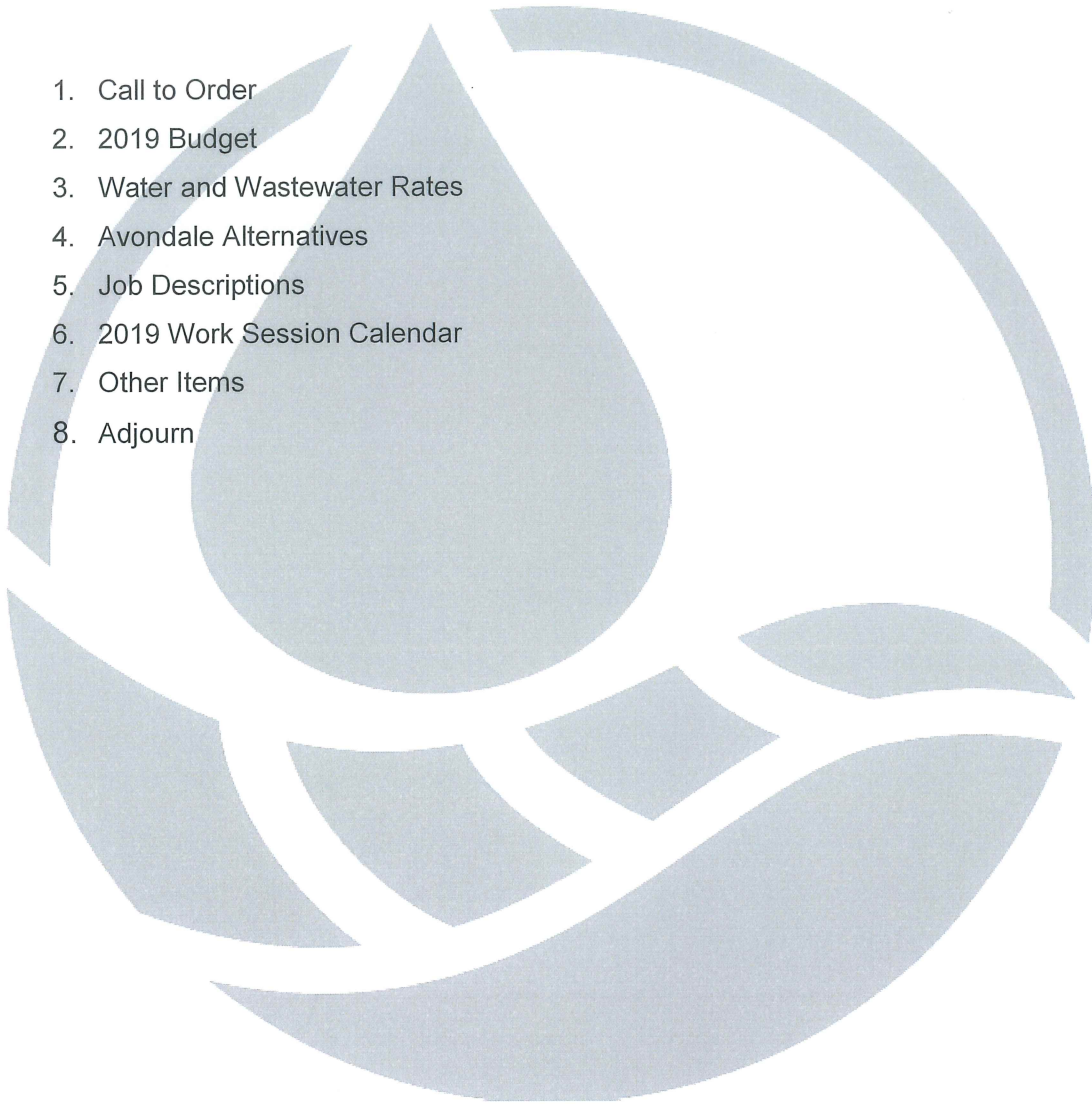 1. Call to Order
2. 2019 Budget
3. Water and Wastewater Rates
4. Avondale Alternatives
5. Job Descriptions
6. 2019 Work Session Calendar
7. Other Items
8. Adjourn